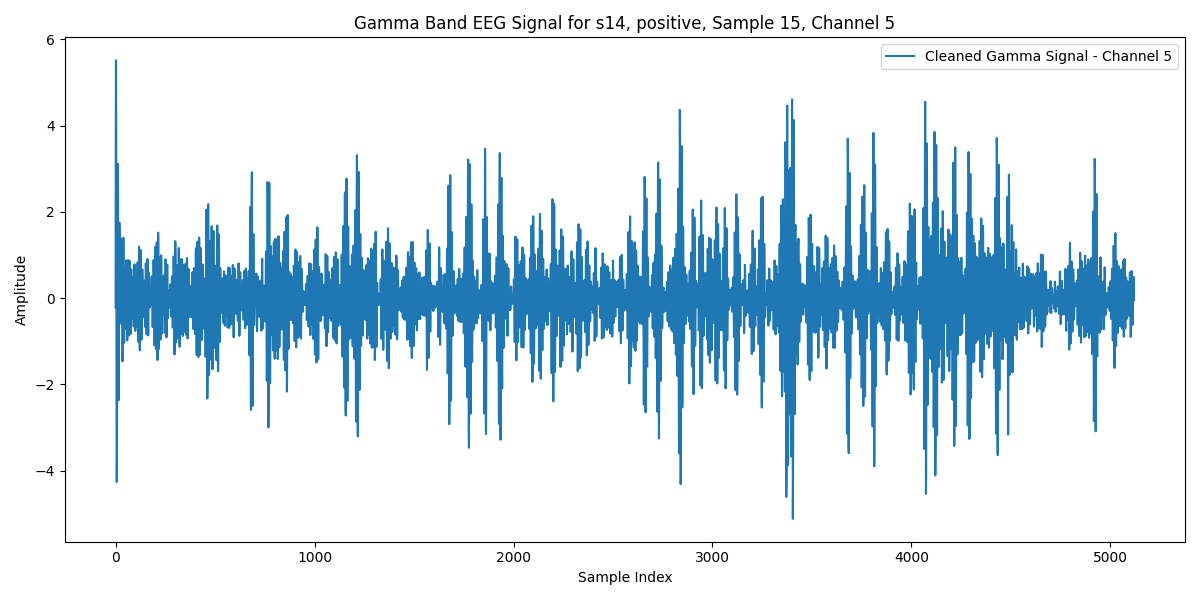 Gamma Band EEG Signal for s14, positive, Sample 15, Channel 5
Cleaned Gamma Signal - Channel 5
6
4
2
0
−2
−4
Amplitude
0 1000 2000 3000 4000 5000
Sample Index